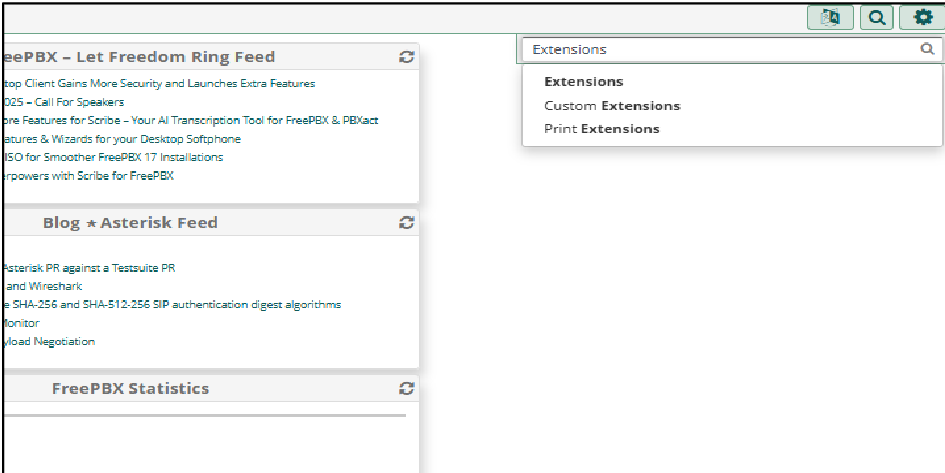 eePBX – Let Freedom Ring Feed
top Client Gains More Security and Launches Extra Features
025 – Call For Speakers
ore Features for Scribe – Your AI Transcription Tool for FreePBX & PBXact
atures & Wizards for your Desktop Softphone
ISO for Smoother FreePBX 17 Installations
erpowers with Scribe for FreePBX
Blog ★ Asterisk Feed
Asterisk PR against a Testsuite PR
and Wireshark
e SHA-256 and SHA-512-256 SIP authentication digest algorithms
Monitor
yload Negotiation
FreePBX Statistics
Extensions
Extensions
Custom Extensions
Print Extensions